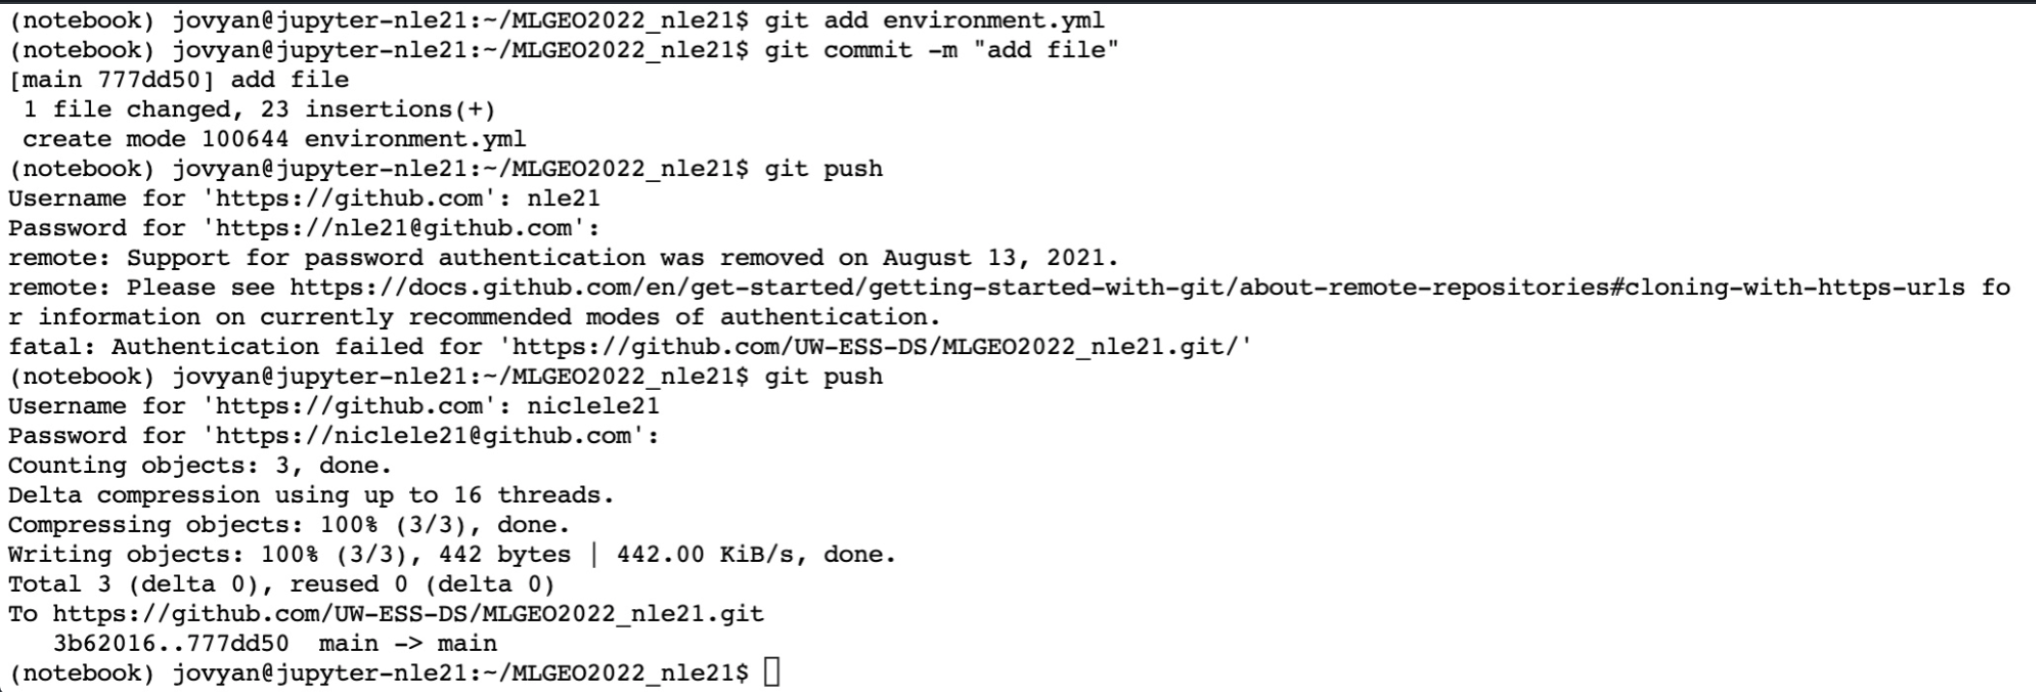 (notebook) jovyan@jupyter-nle21:~/MLGEO2022_nle21$ git add environment.yml
(notebook) jovyan@jupyter-nle21:~/MLGEO2022_nle21$ git commit -m "add file"
[main 777dd50] add file
 1 file changed, 23 insertions(+)
 create mode 100644 environment.yml
(notebook) jovyan@jupyter-nle21:~/MLGEO2022_nle21$ git push
Username for 'https://github.com': nle21
Password for 'https://nle21@github.com':
remote: Support for password authentication was removed on August 13, 2021.
remote: Please see https://docs.github.com/en/get-started/getting-started-with-git/about-remote-repositories#cloning-with-https-urls fo
r information on currently recommended modes of authentication.
fatal: Authentication failed for 'https://github.com/UW-ESS-DS/MLGEO2022_nle21.git/'
(notebook) jovyan@jupyter-nle21:~/MLGEO2022_nle21$ git push
Username for 'https://github.com': niclele21
Password for 'https://niclele21@github.com':
Counting objects: 3, done.
Delta compression using up to 16 threads.
Compressing objects: 100% (3/3), done.
Writing objects: 100% (3/3), 442 bytes | 442.00 KiB/s, done.
Total 3 (delta 0), reused 0 (delta 0)
To https://github.com/UW-ESS-DS/MLGEO2022_nle21.git
   3b62016..777dd50  main -> main
(notebook) jovyan@jupyter-nle21:~/MLGEO2022_nle21$